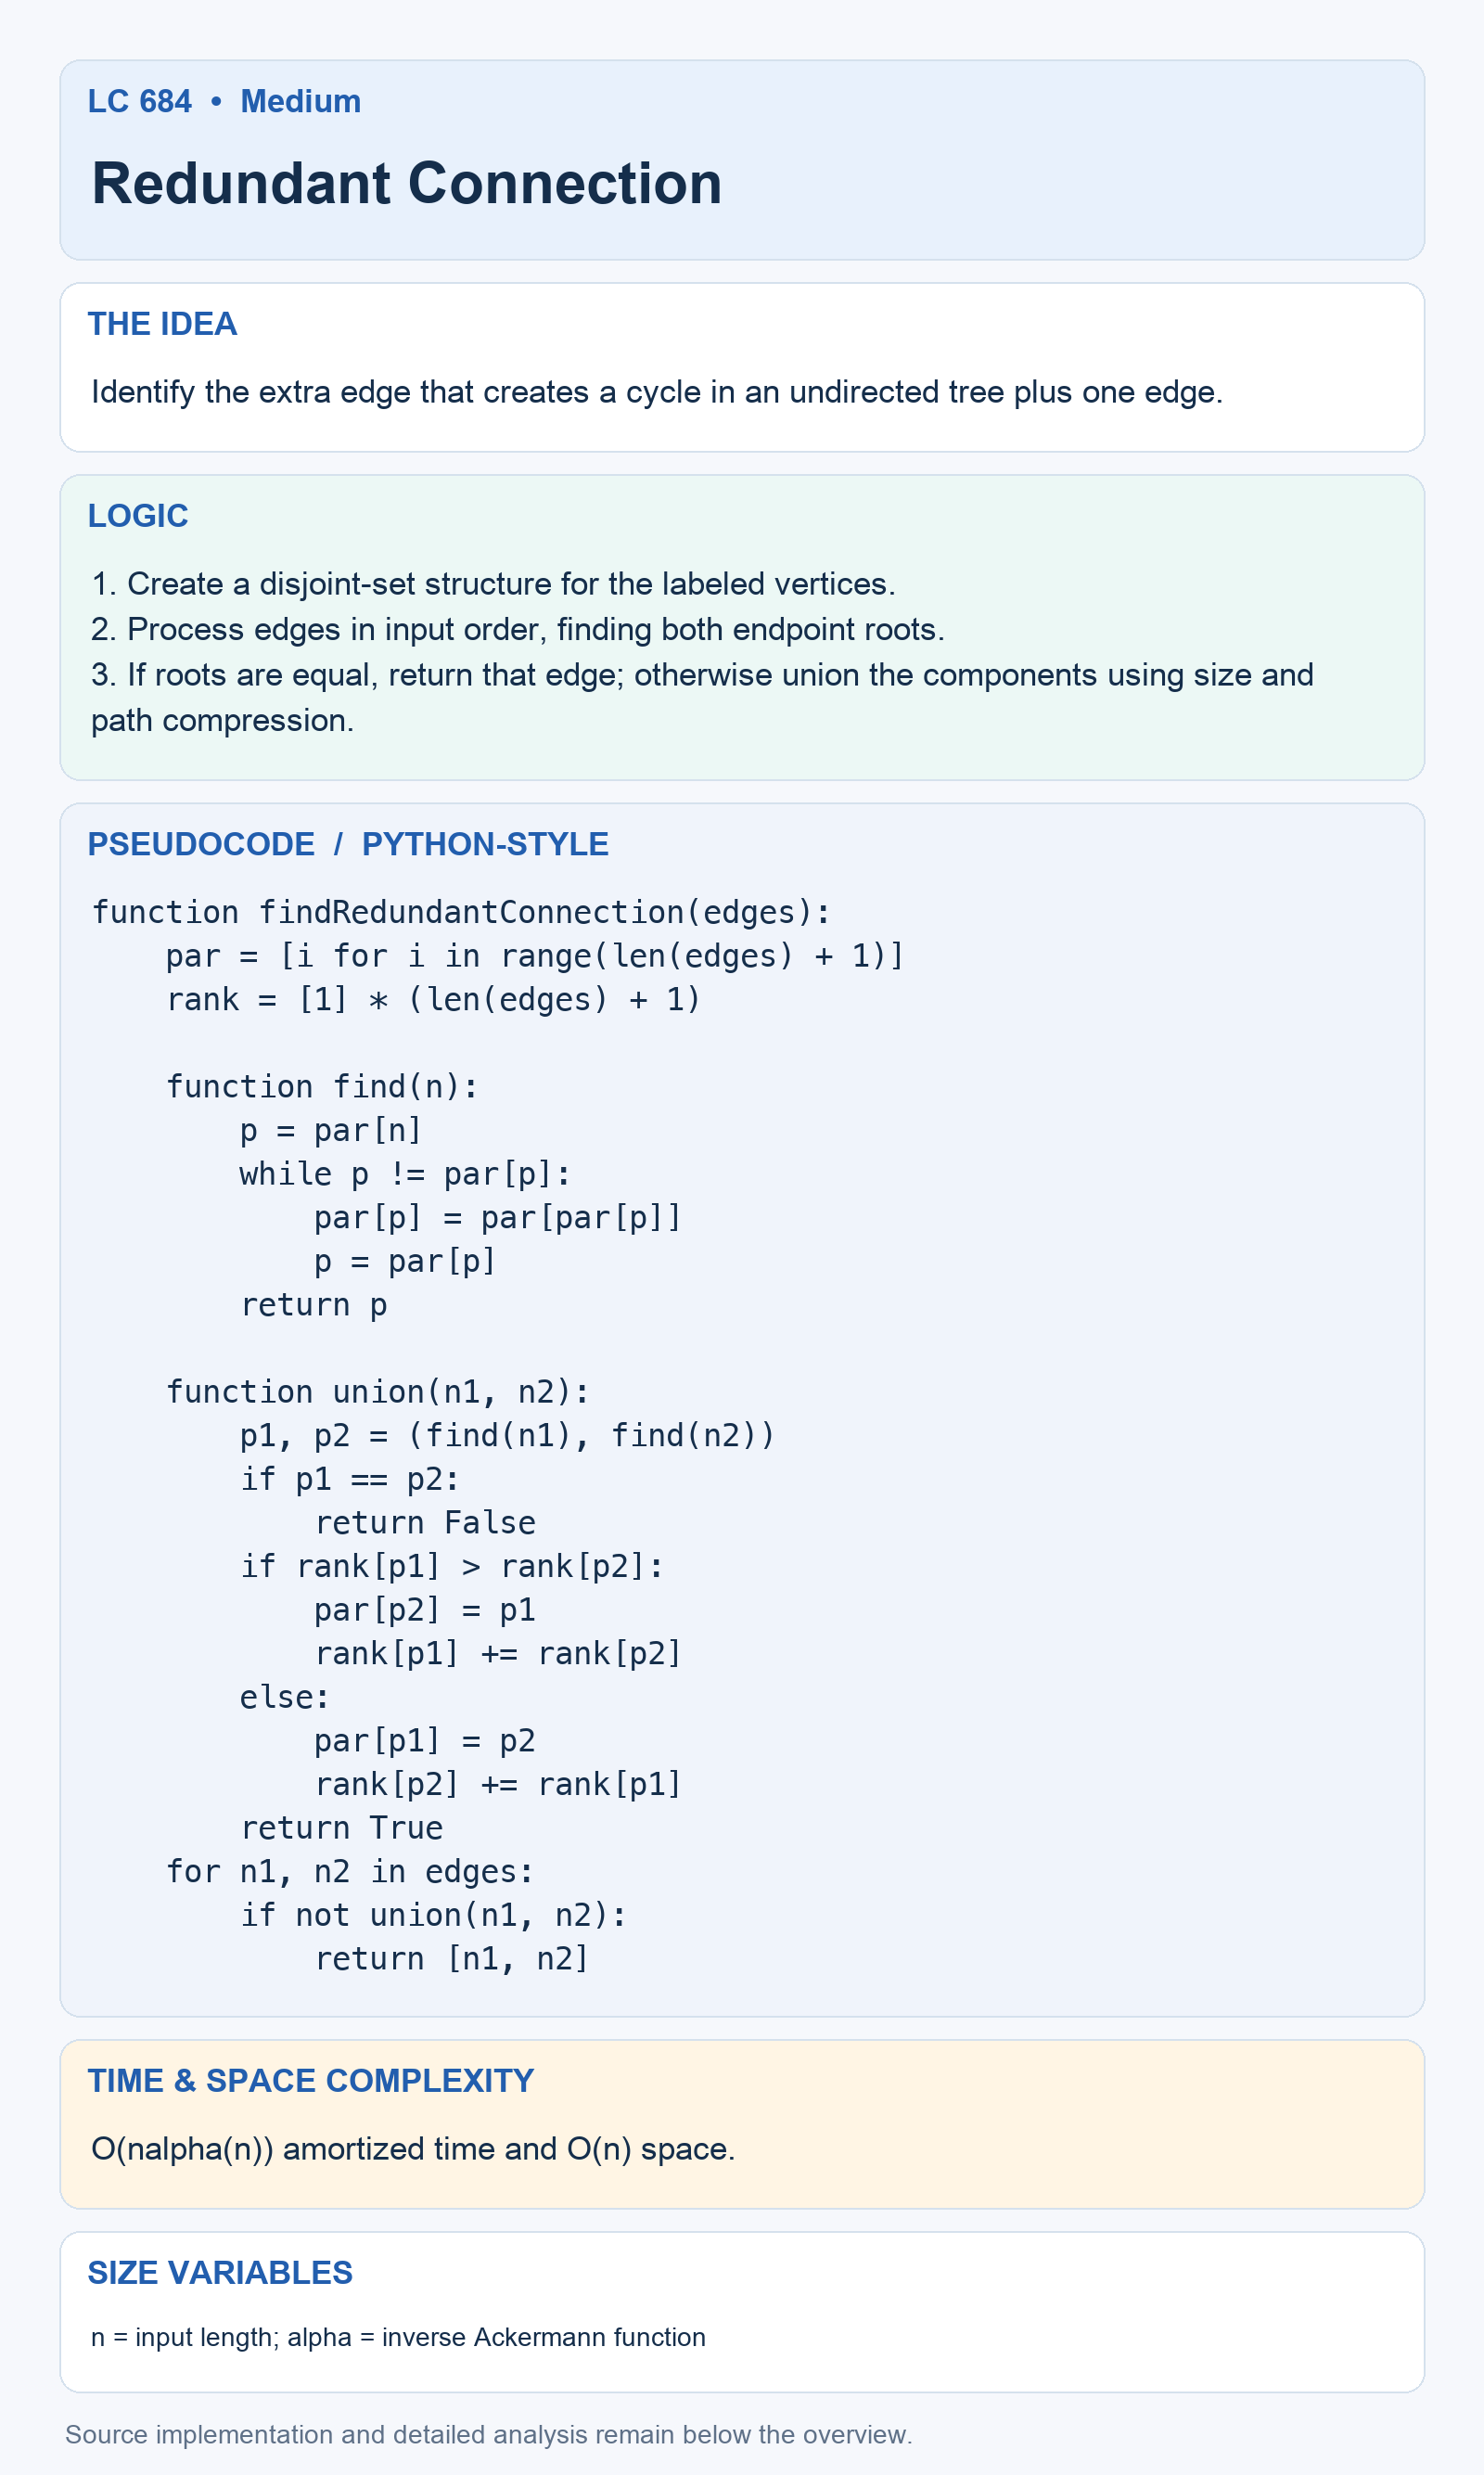 LC 684 • Medium
Redundant Connection
THE IDEA
Identify the extra edge that creates a cycle in an undirected tree plus one edge.
LOGIC
1. Create a disjoint-set structure for the labeled vertices.
2. Process edges in input order, finding both endpoint roots.
3. If roots are equal, return that edge; otherwise union the components using size and
path compression.
PSEUDOCODE / PYTHON-STYLE
function findRedundantConnection(edges):
    par = [i for i in range(len(edges) + 1)]
    rank = [1] * (len(edges) + 1)

    function find(n):
        p = par[n]
        while p != par[p]:
            par[p] = par[par[p]]
            p = par[p]
        return p

    function union(n1, n2):
        p1, p2 = (find(n1), find(n2))
        if p1 == p2:
            return False
        if rank[p1] > rank[p2]:
            par[p2] = p1
            rank[p1] += rank[p2]
        else:
            par[p1] = p2
            rank[p2] += rank[p1]
        return True
    for n1, n2 in edges:
        if not union(n1, n2):
            return [n1, n2]
TIME & SPACE COMPLEXITY
O(nalpha(n)) amortized time and O(n) space.
SIZE VARIABLES
n = input length; alpha = inverse Ackermann function
Source implementation and detailed analysis remain below the overview.